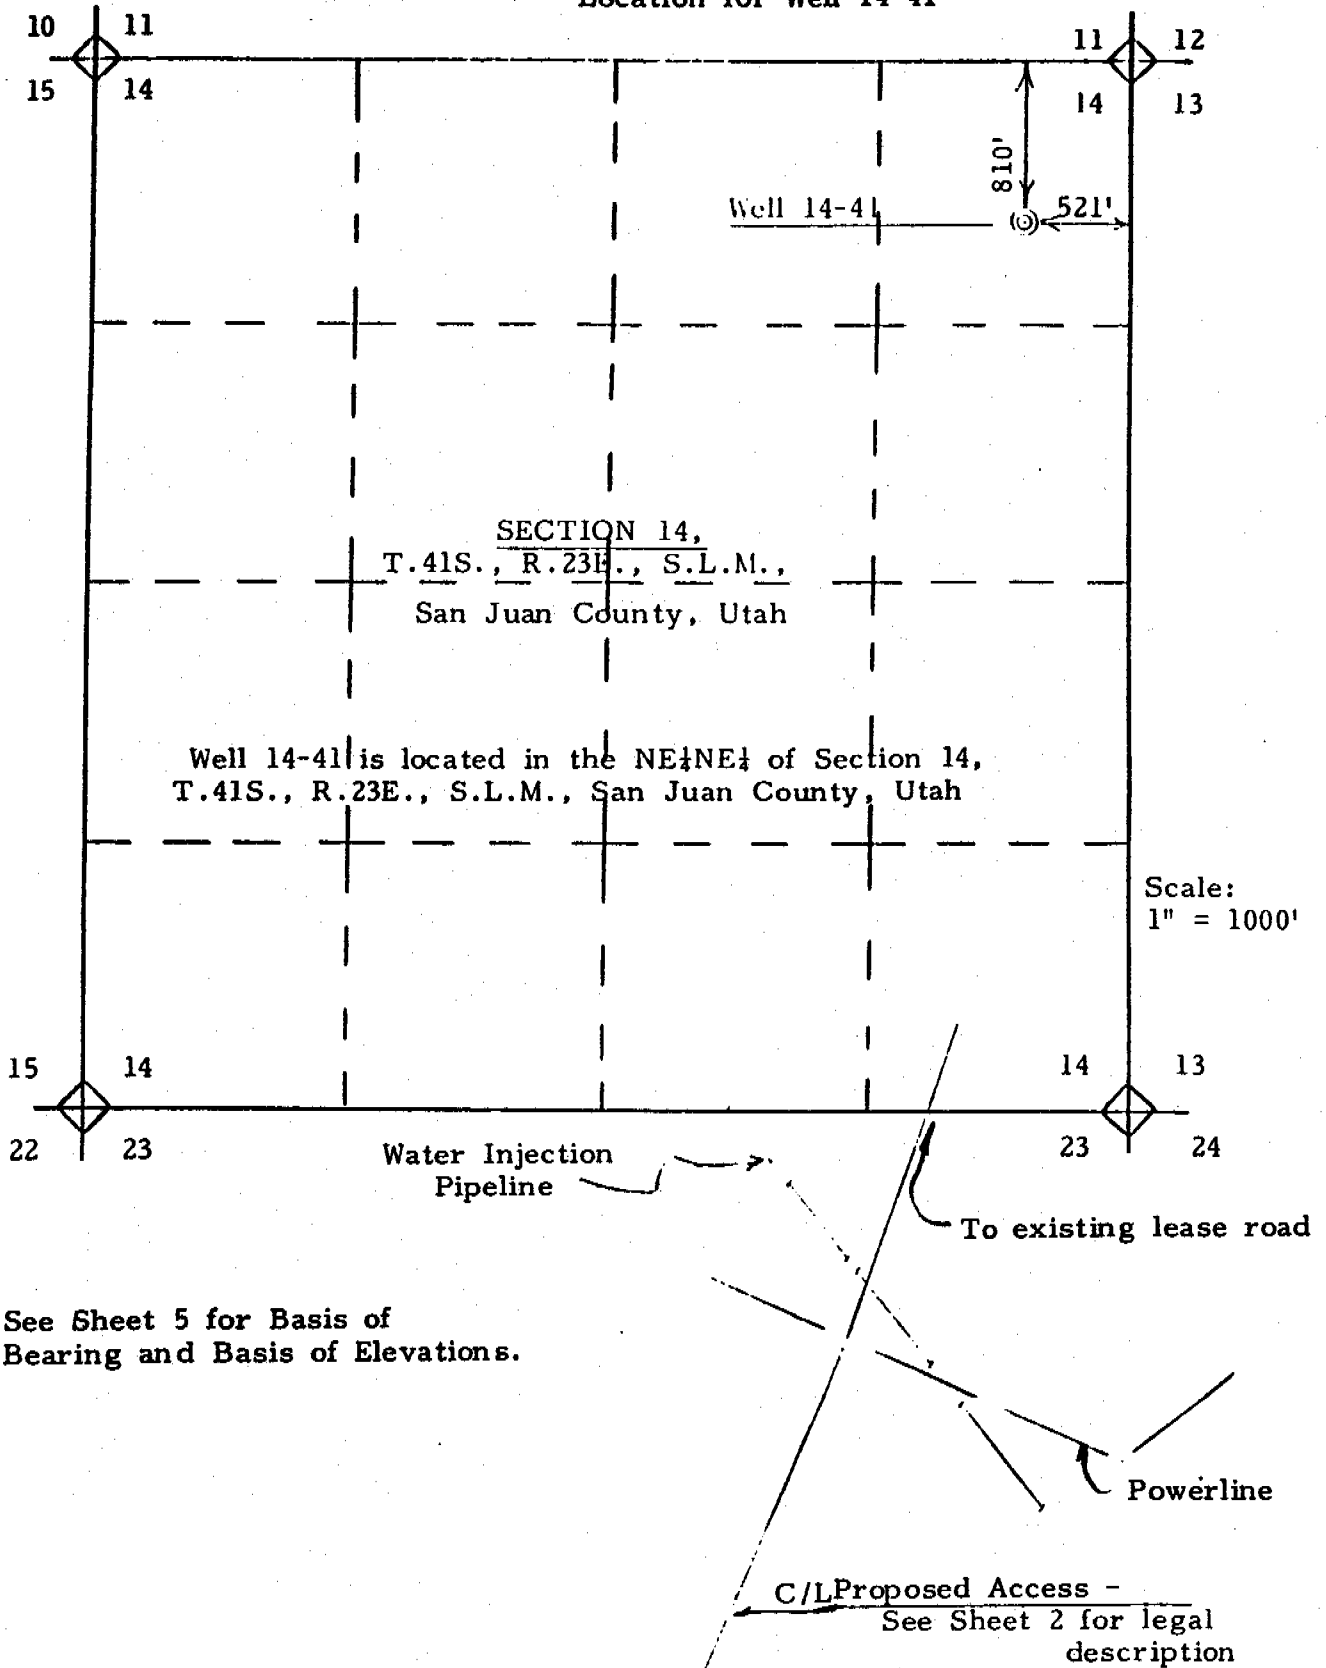 Location for Well 14-41
10 11
11 12
15 14
14 13
810'
Well 14-41
521'
SECTION 14,
T.41S., R.23E., S.L.M.,
San Juan County, Utah
Well 14-41 is located in the NE¼NE¼ of Section 14,
T.41S., R.23E., S.L.M., San Juan County, Utah
Scale:
1" = 1000'
15 14
14 13
22 23
23 24
Water Injection
Pipeline
To existing lease road
See Sheet 5 for Basis of
Bearing and Basis of Elevations.
Powerline
C/L Proposed Access -
See Sheet 2 for legal
description